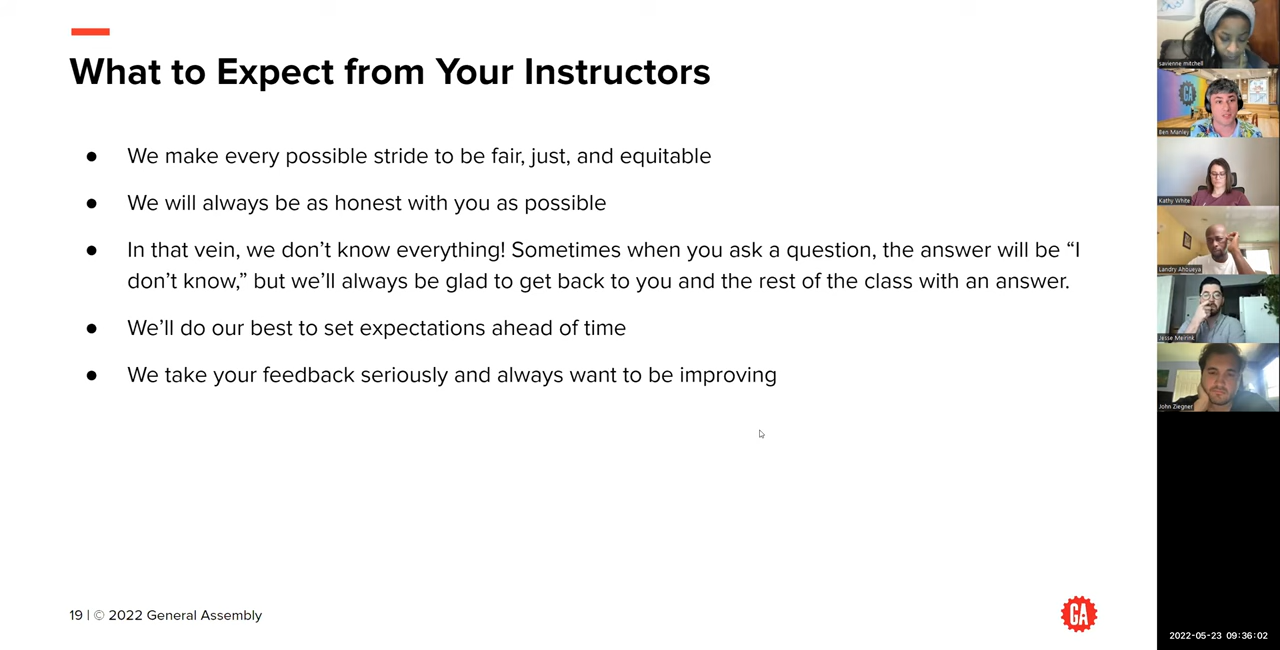 What to Expect from Your Instructors
● We make every possible stride to be fair, just, and equitable
● We will always be as honest with you as possible
● In that vein, we don’t know everything! Sometimes when you ask a question, the answer will be “I
don’t know,” but we’ll always be glad to get back to you and the rest of the class with an answer.
● We’ll do our best to set expectations ahead of time
● We take your feedback seriously and always want to be improving
19 | © 2022 General Assembly
GA
savienne mitchell
GA
Ben Manley
Kathy White
Landry Ahouaya
Jesse Meirink
John Ziegner
2022-05-23 09:36:02